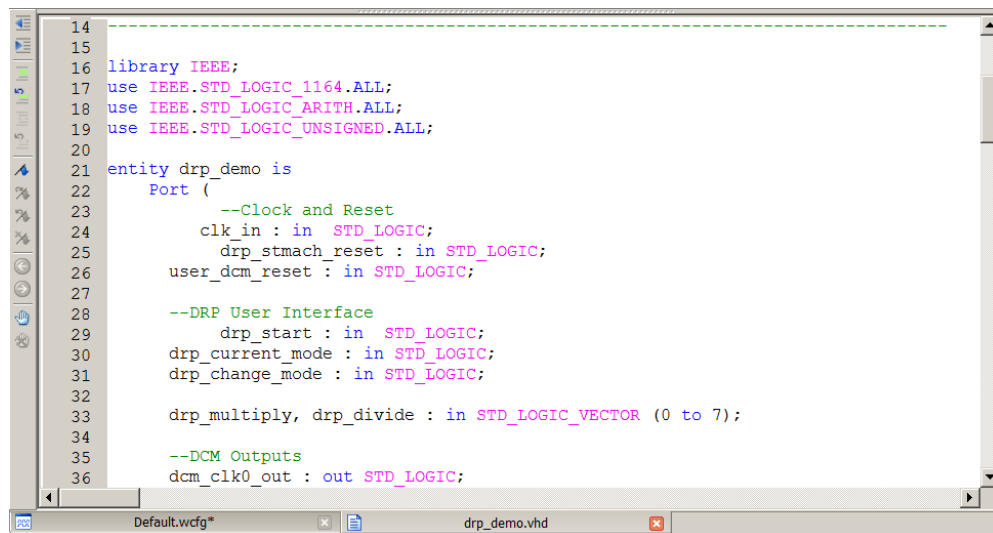 14 ---------------------------------------------------------------------------------
15
16 library IEEE;
17 use IEEE.STD_LOGIC_1164.ALL;
18 use IEEE.STD_LOGIC_ARITH.ALL;
19 use IEEE.STD_LOGIC_UNSIGNED.ALL;
20
21 entity drp_demo is
22     Port (
23            --Clock and Reset
24          clk_in : in  STD_LOGIC;
25            drp_stmach_reset : in STD_LOGIC;
26       user_dcm_reset : in STD_LOGIC;
27
28       --DRP User Interface
29            drp_start : in  STD_LOGIC;
30       drp_current_mode : in STD_LOGIC;
31       drp_change_mode : in STD_LOGIC;
32
33       drp_multiply, drp_divide : in STD_LOGIC_VECTOR (0 to 7);
34
35       --DCM Outputs
36       dcm_clk0_out : out STD_LOGIC;
Default.wcfg* drp_demo.vhd